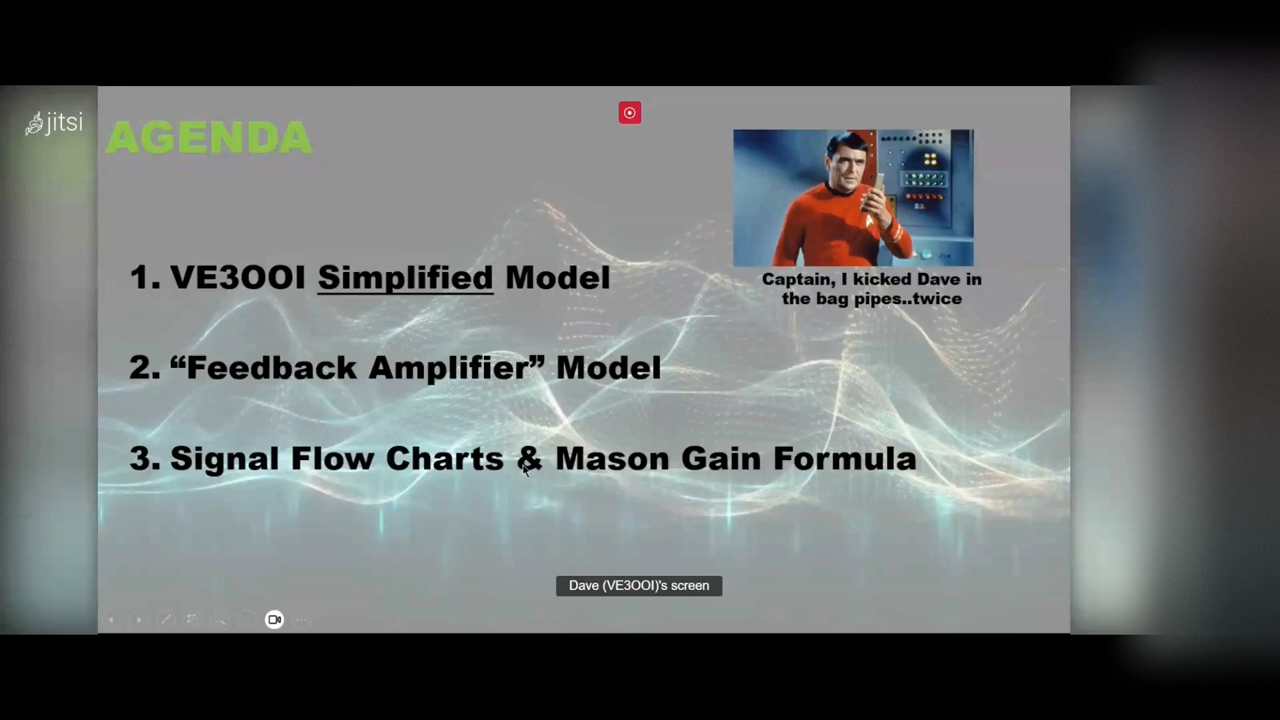 jitsi
AGENDA
Captain, I kicked Dave in
the bag pipes..twice
1. VE3OOI Simplified Model
2. “Feedback Amplifier” Model
3. Signal Flow Charts & Mason Gain Formula
Dave (VE3OOI)'s screen